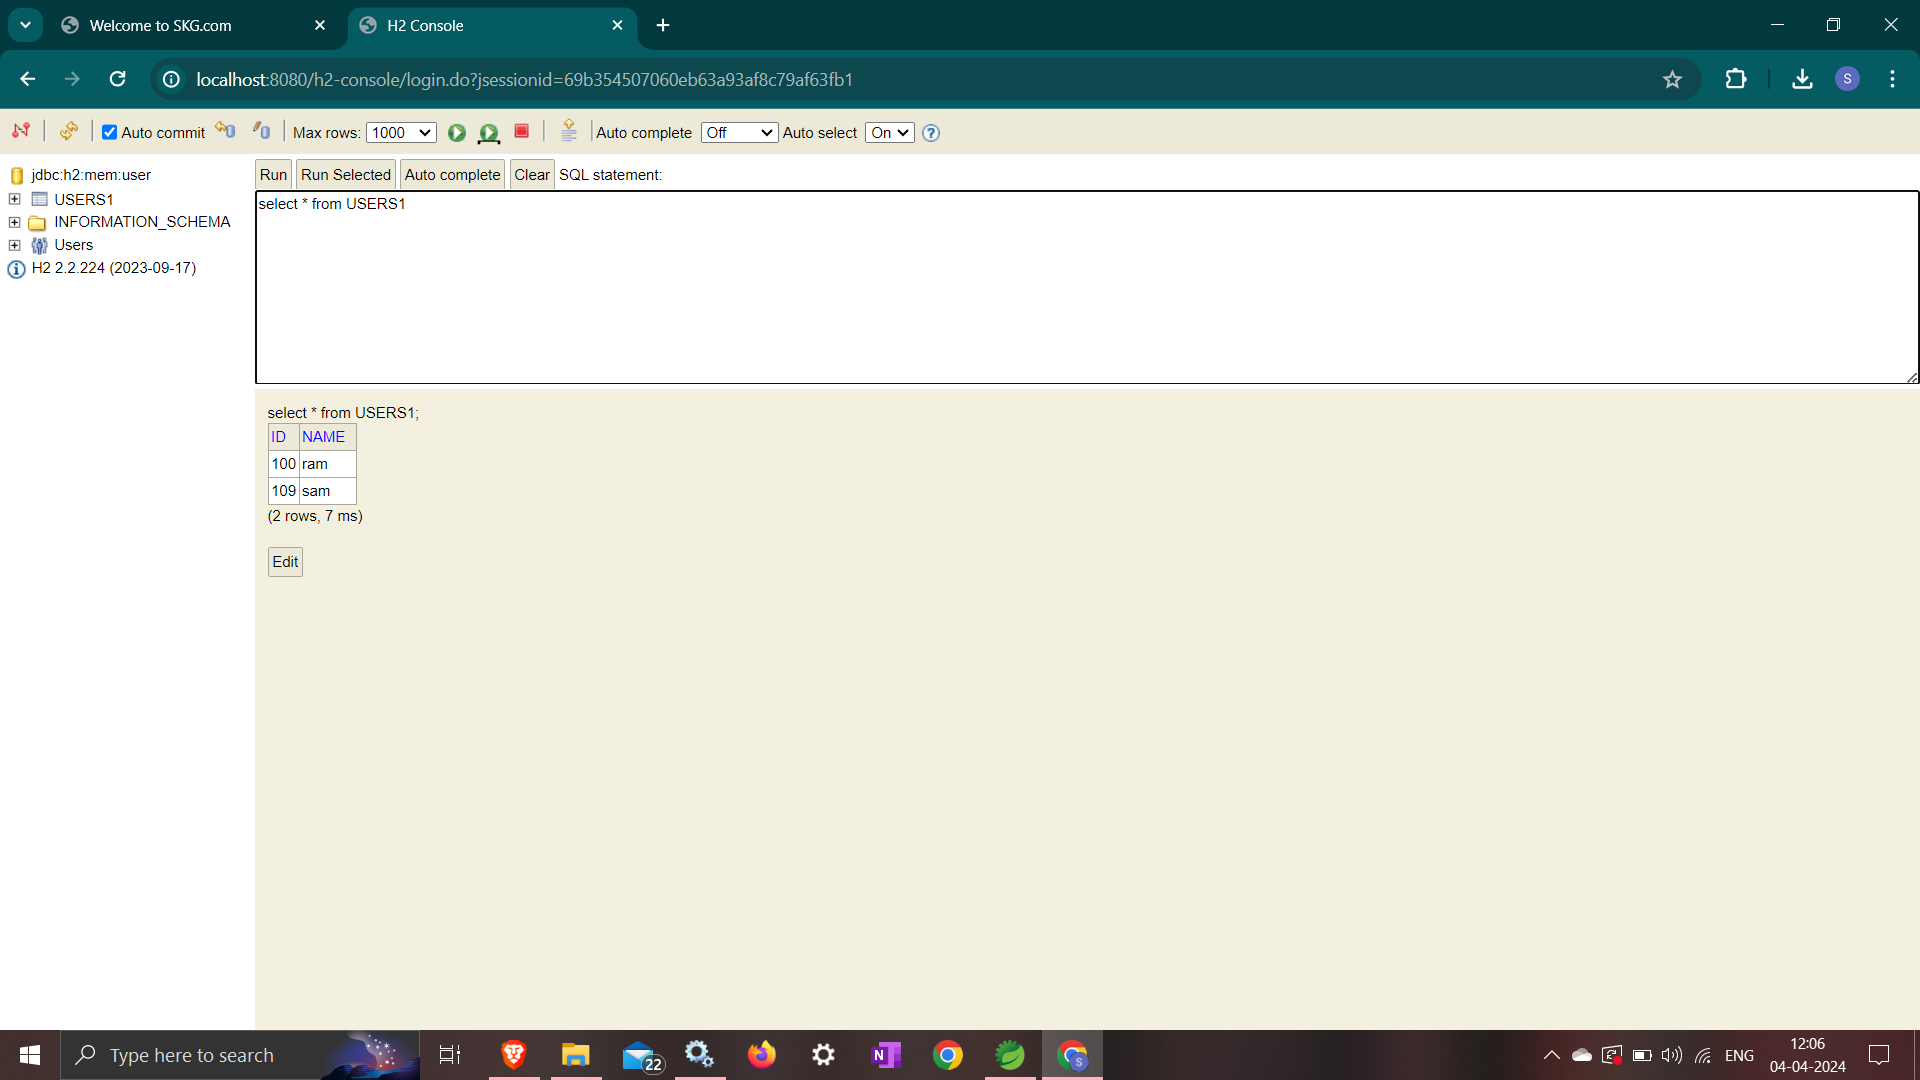 Welcome to SKG.com
H2 Console
localhost:8080/h2-console/login.do?jsessionid=69b354507060eb63a93af8c79af63fb1
S
Auto commit
Max rows: 1000
Auto complete Off
Auto select On
?
jdbc:h2:mem:user
USERS1
INFORMATION_SCHEMA
Users
H2 2.2.224 (2023-09-17)
Run
Run Selected
Auto complete
Clear
SQL statement:
select * from USERS1
select * from USERS1;
ID NAME
100 ram
109 sam
(2 rows, 7 ms)
Edit
Type here to search
22
N
S
ENG
12:06
04-04-2024